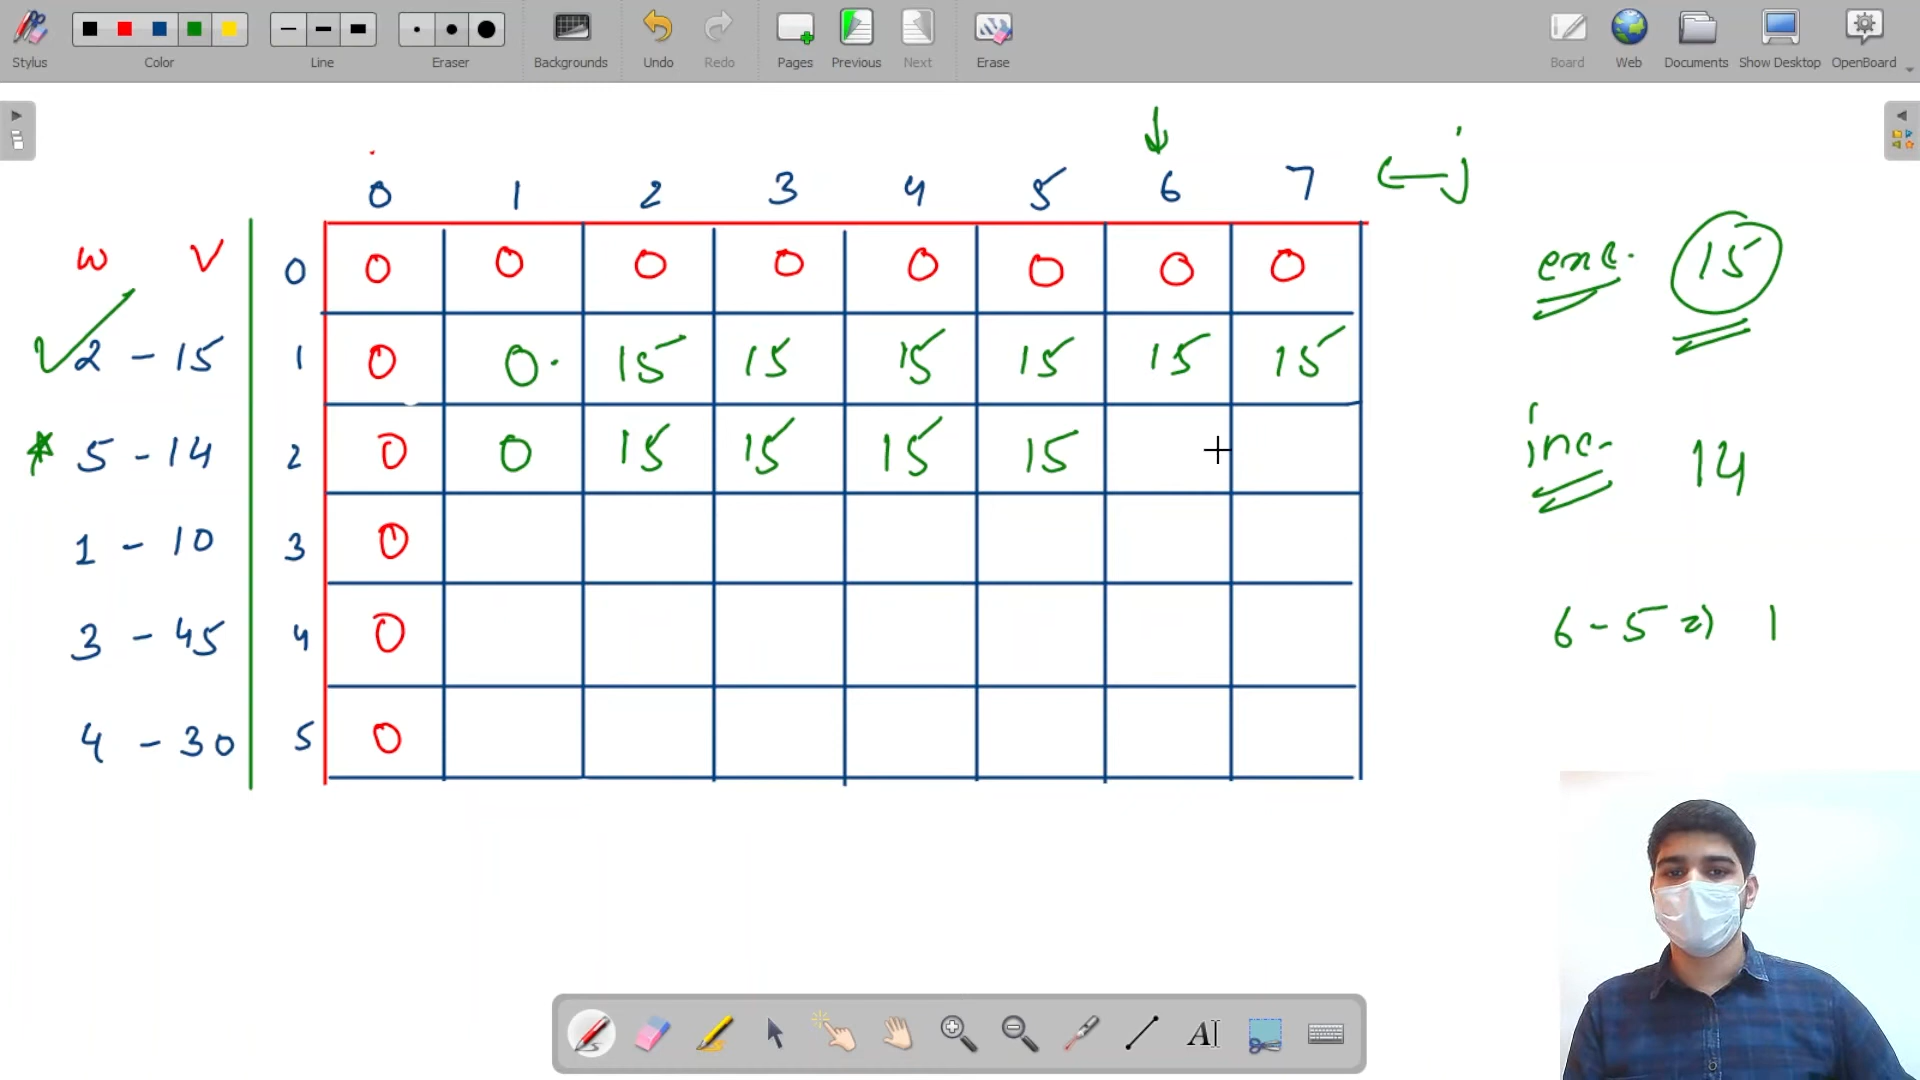 Stylus Color Line Eraser Backgrounds Undo Redo Pages Previous Next Erase Board Web Documents Show Desktop OpenBoard
0 1 2 3 4 5 6 7 ← j
w V 0 0 0 0 0 0 0 0 0 exc. 15
2 - 15 1 0 0 15 15 15 15 15 15
5 - 14 2 0 0 15 15 15 15 inc. 14
1 - 10 3 0
3 - 45 4 0 6 - 5 => 1
4 - 30 5 0